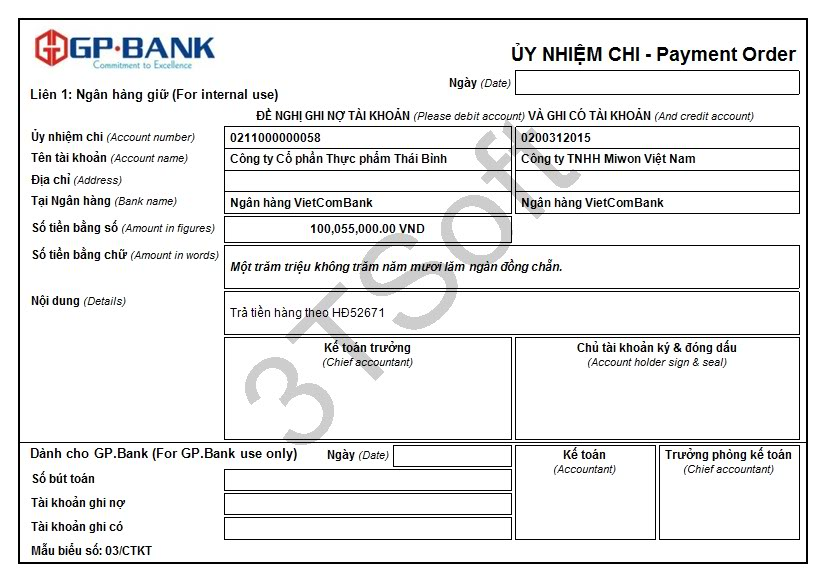 GP·BANK
Commitment to Excellence
ỦY NHIỆM CHI - Payment Order
Ngày (Date)
Liên 1: Ngân hàng giữ (For internal use)
ĐỀ NGHỊ GHI NỢ TÀI KHOẢN (Please debit account) VÀ GHI CÓ TÀI KHOẢN (And credit account)
Ủy nhiệm chi (Account number) 0211000000058 0200312015
Tên tài khoản (Account name) Công ty Cổ phần Thực phẩm Thái Bình Công ty TNHH Miwon Việt Nam
Địa chỉ (Address)
Tại Ngân hàng (Bank name) Ngân hàng VietComBank Ngân hàng VietComBank
Số tiền bằng số (Amount in figures) 100,055,000.00 VND
Số tiền bằng chữ (Amount in words) Một trăm triệu không trăm năm mươi lăm ngàn đồng chẵn.
Nội dung (Details)
Trả tiền hàng theo HĐ52671
Kế toán trưởng Chủ tài khoản ký & đóng dấu
(Chief accountant) (Account holder sign & seal)
3TSoft
Dành cho GP.Bank (For GP.Bank use only) Ngày (Date) Kế toán Trưởng phòng kế toán
(Accountant) (Chief accountant)
Số bút toán
Tài khoản ghi nợ
Tài khoản ghi có
Mẫu biểu số: 03/CTKT